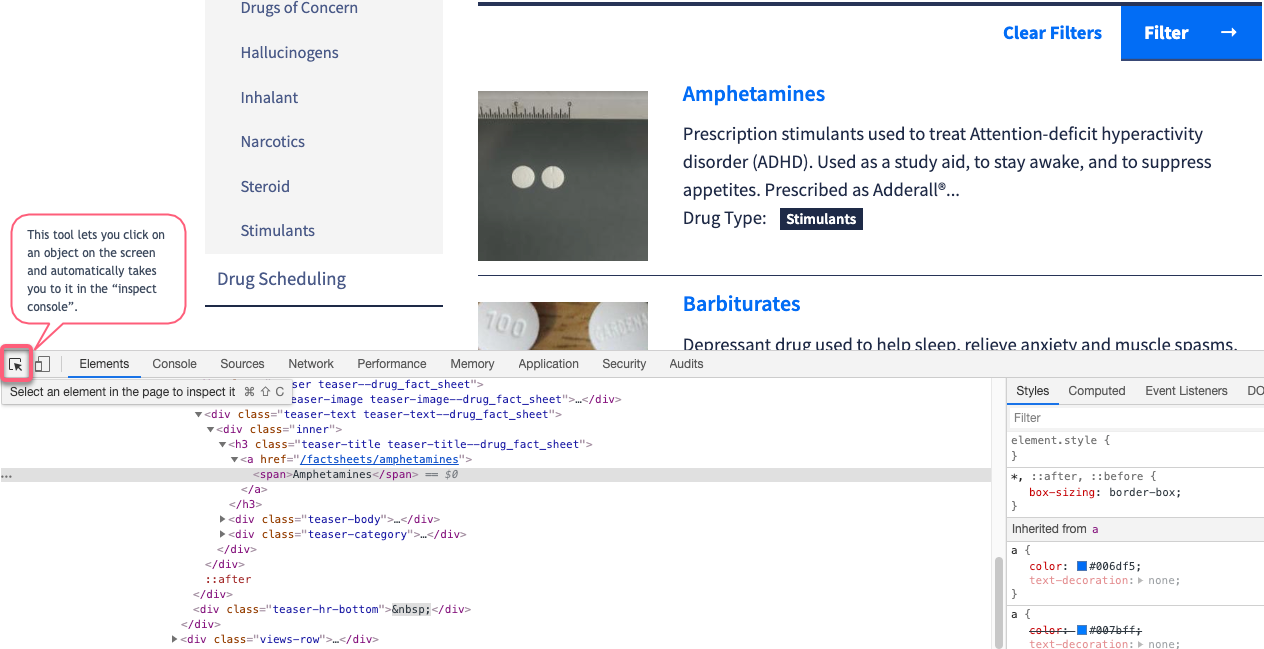 Drugs of Concern
Hallucinogens
Inhalant
Narcotics
Steroid
Stimulants
Drug Scheduling
Clear Filters
Filter →
Amphetamines
Prescription stimulants used to treat Attention-deficit hyperactivity
disorder (ADHD). Used as a study aid, to stay awake, and to suppress
appetites. Prescribed as Adderall®...
Drug Type: Stimulants
Barbiturates
100
GARDENA
Depressant drug used to help sleep, relieve anxiety and muscle spasms,
This tool lets you click on
an object on the screen
and automatically takes
you to it in the “inspect
console”.
Elements Console Sources Network Performance Memory Application Security Audits
Select an element in the page to inspect it ⌘ ⇧ C
teaser--drug_fact_sheet">
teaser-image teaser-image--drug_fact_sheet">…</div>
▼<div class="teaser-text teaser-text--drug_fact_sheet">
▼<div class="inner">
▼<h3 class="teaser-title teaser-title--drug_fact_sheet">
▼<a href="/factsheets/amphetamines">
... <span>Amphetamines</span> == $0
</a>
</h3>
▶<div class="teaser-body">…</div>
▶<div class="teaser-category">…</div>
</div>
</div>
::after
</div>
<div class="teaser-hr-bottom">&nbsp;</div>
</div>
▶<div class="views-row">…</div>
Styles Computed Event Listeners DO
Filter
element.style {
}
*, ::after, ::before {
box-sizing: border-box;
}
Inherited from a
a {
color: #006df5;
text-decoration:▶ none;
}
a {
color: #007bff;
text-decoration:▶ none;